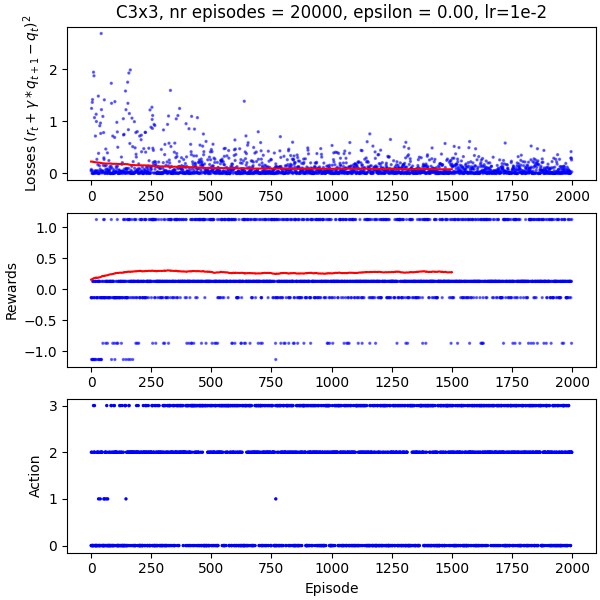 C3x3, nr episodes = 20000, epsilon = 0.00, lr=1e-2
Losses (r_t + γ * q_{t+1} − q_t)^2
2
1
0
0 250 500 750 1000 1250 1500 1750 2000
Rewards
1.0
0.5
0.0
−0.5
−1.0
0 250 500 750 1000 1250 1500 1750 2000
Action
3
2
1
0
0 250 500 750 1000 1250 1500 1750 2000
Episode